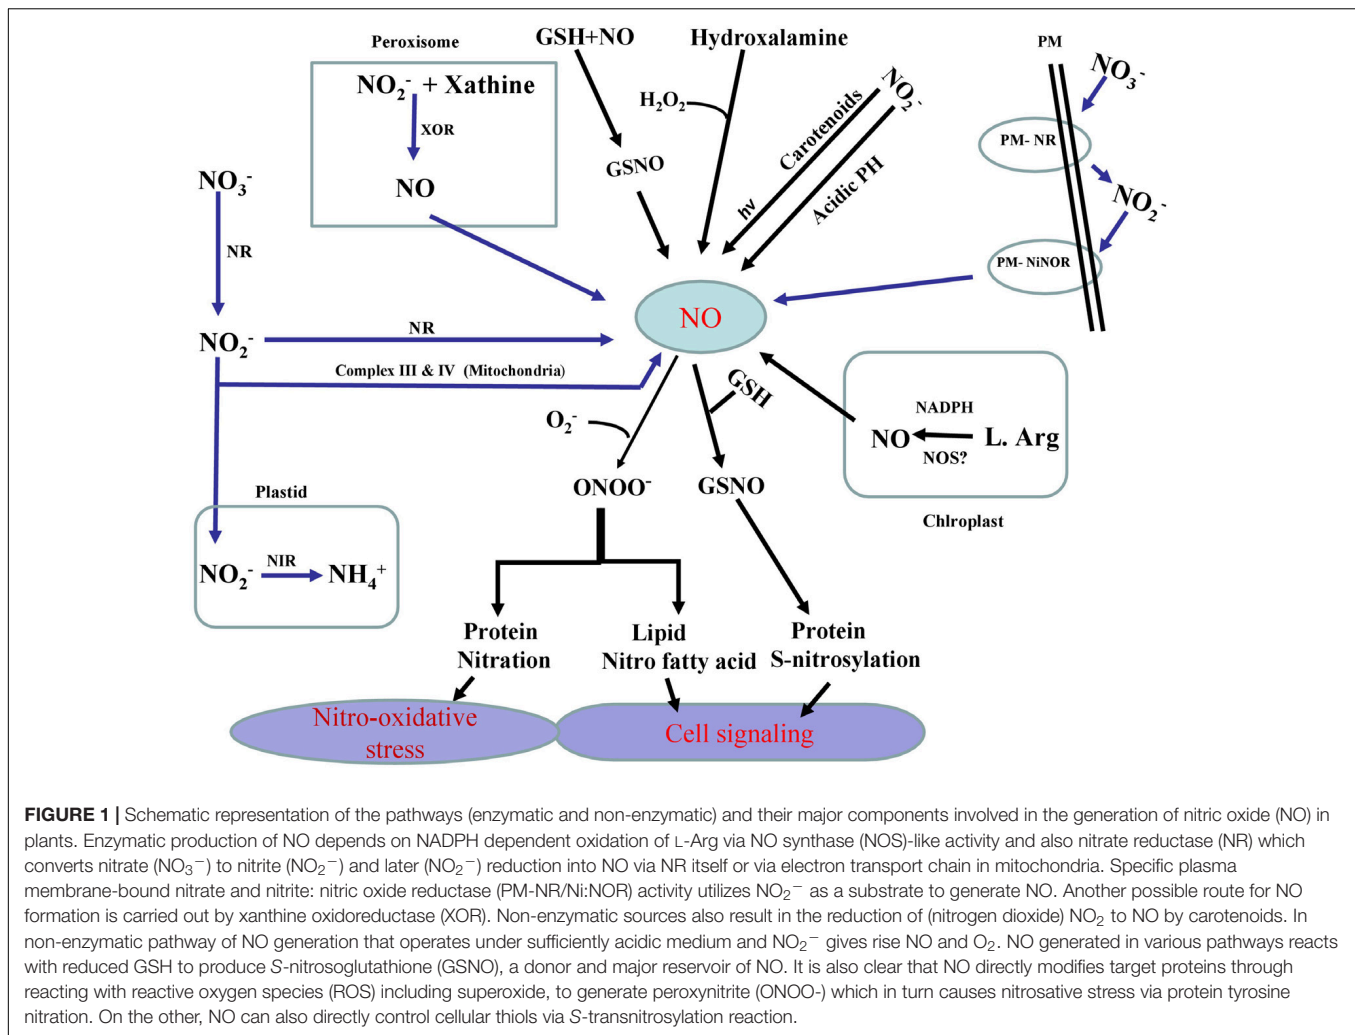 GSH+NO
Hydroxalamine
PM
Peroxisome
NO₂⁻ + Xathine
XOR
NO
H₂O₂
GSNO
NO₂⁻
Carotenoids
hv
Acidic PH
NO₃⁻
PM- NR
NO₂⁻
PM- NiNOR
NO₃⁻
NR
NO₂⁻
NR
NO
Complex III & IV (Mitochondria)
O₂⁻
GSH
NADPH
NO
L. Arg
NOS?
Chlroplast
ONOO⁻
GSNO
Plastid
NO₂⁻
NIR
NH₄⁺
Protein
Nitration
Lipid
Nitro fatty acid
Protein
S-nitrosylation
Nitro-oxidative
stress
Cell signaling
FIGURE 1 | Schematic representation of the pathways (enzymatic and non-enzymatic) and their major components involved in the generation of nitric oxide (NO) in
plants. Enzymatic production of NO depends on NADPH dependent oxidation of L-Arg via NO synthase (NOS)-like activity and also nitrate reductase (NR) which
converts nitrate (NO₃⁻) to nitrite (NO₂⁻) and later (NO₂⁻) reduction into NO via NR itself or via electron transport chain in mitochondria. Specific plasma
membrane-bound nitrate and nitrite: nitric oxide reductase (PM-NR/Ni:NOR) activity utilizes NO₂⁻ as a substrate to generate NO. Another possible route for NO
formation is carried out by xanthine oxidoreductase (XOR). Non-enzymatic sources also result in the reduction of (nitrogen dioxide) NO₂ to NO by carotenoids. In
non-enzymatic pathway of NO generation that operates under sufficiently acidic medium and NO₂⁻ gives rise NO and O₂. NO generated in various pathways reacts
with reduced GSH to produce S-nitrosoglutathione (GSNO), a donor and major reservoir of NO. It is also clear that NO directly modifies target proteins through
reacting with reactive oxygen species (ROS) including superoxide, to generate peroxynitrite (ONOO-) which in turn causes nitrosative stress via protein tyrosine
nitration. On the other, NO can also directly control cellular thiols via S-transnitrosylation reaction.